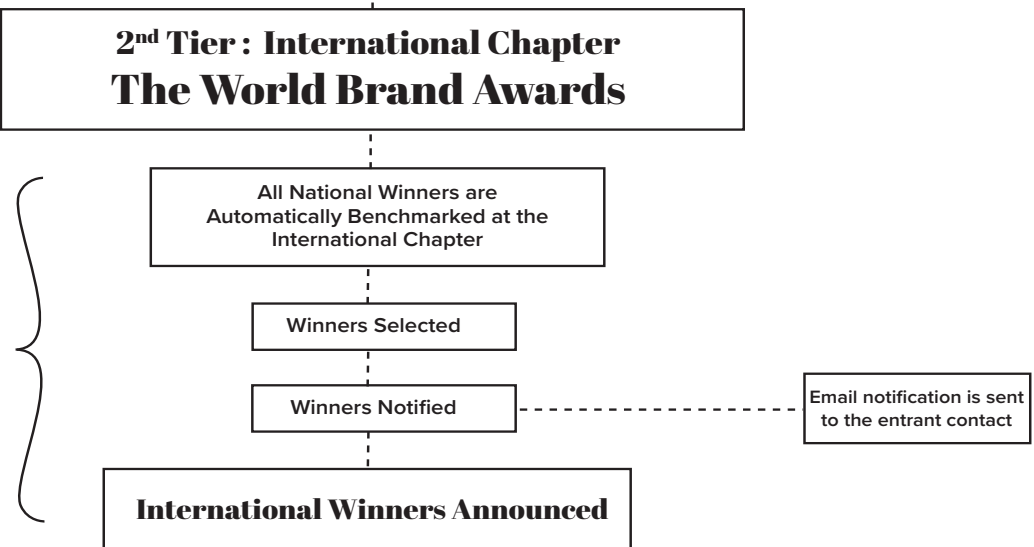 2nd Tier : International Chapter
The World Brand Awards
All National Winners are
Automatically Benchmarked at the
International Chapter
Winners Selected
Winners Notified
Email notification is sent
to the entrant contact
International Winners Announced